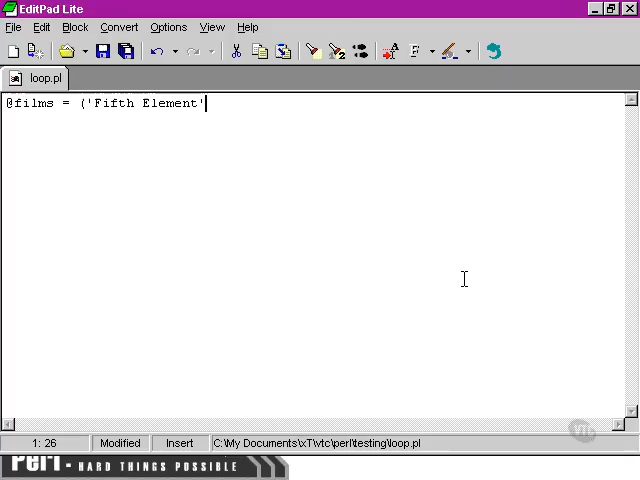 EditPad Lite
File Edit Block Convert Options View Help
loop.pl
@films = ('Fifth Element'
1: 26 Modified Insert C:\My Documents\xT\vtc\perl\testing\loop.pl
VTC
Perl - HARD THINGS POSSIBLE